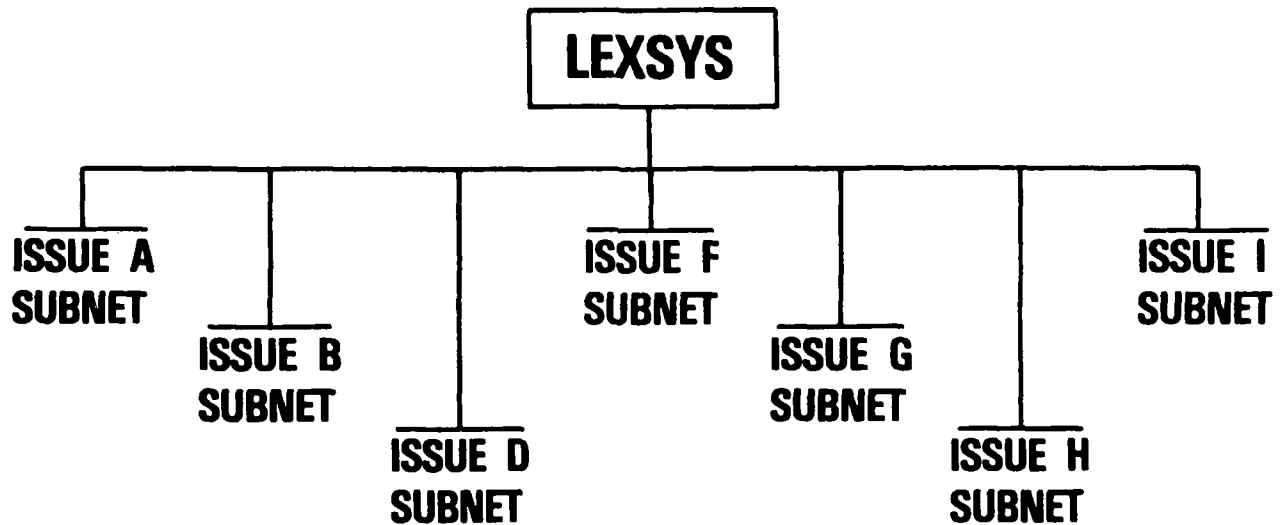 LEXSYS
ISSUE A
SUBNET
ISSUE B
SUBNET
ISSUE D
SUBNET
ISSUE F
SUBNET
ISSUE G
SUBNET
ISSUE H
SUBNET
ISSUE I
SUBNET